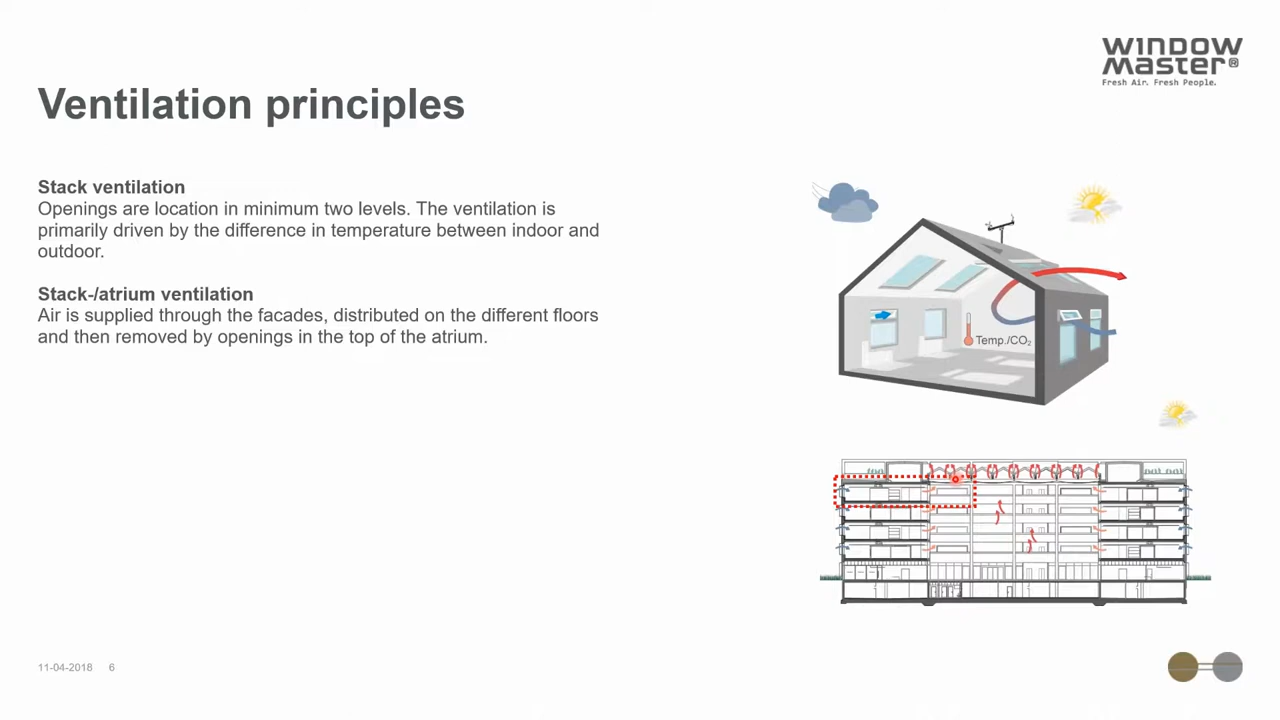 WINDOW
Master®
Fresh Air. Fresh People.
Ventilation principles
Stack ventilation
Openings are location in minimum two levels. The ventilation is
primarily driven by the difference in temperature between indoor and
outdoor.
Stack-/atrium ventilation
Air is supplied through the facades, distributed on the different floors
and then removed by openings in the top of the atrium.
Temp./CO₂
11-04-2018 6